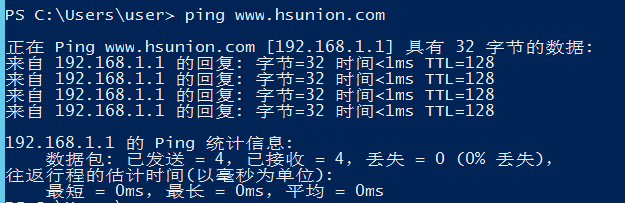 PS C:\Users\user> ping www.hsunion.com
正在 Ping www.hsunion.com [192.168.1.1] 具有 32 字节的数据:
来自 192.168.1.1 的回复: 字节=32 时间<1ms TTL=128
来自 192.168.1.1 的回复: 字节=32 时间<1ms TTL=128
来自 192.168.1.1 的回复: 字节=32 时间<1ms TTL=128
来自 192.168.1.1 的回复: 字节=32 时间<1ms TTL=128
192.168.1.1 的 Ping 统计信息:
数据包: 已发送 = 4，已接收 = 4，丢失 = 0 (0% 丢失)，
往返行程的估计时间(以毫秒为单位):
最短 = 0ms，最长 = 0ms，平均 = 0ms